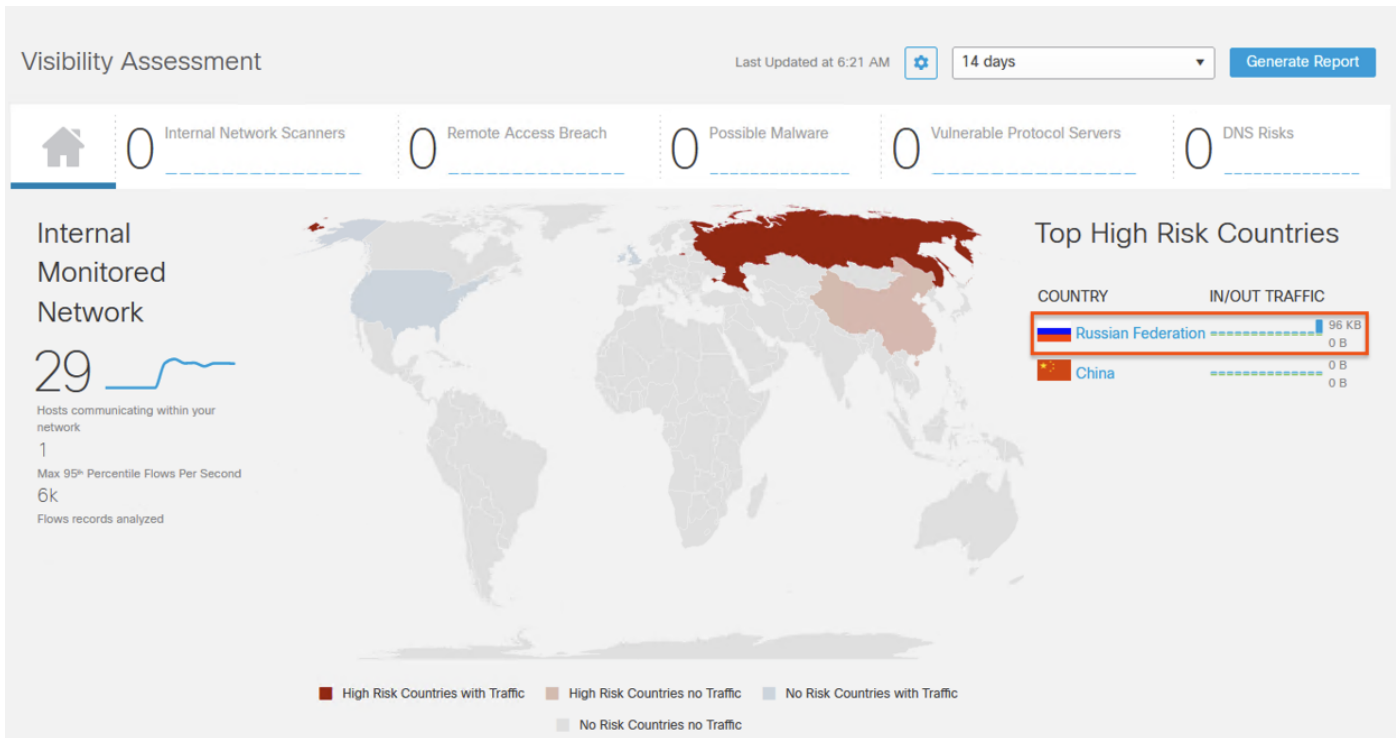 Visibility Assessment
Last Updated at 6:21 AM
14 days
Generate Report
0 Internal Network Scanners
0 Remote Access Breach
0 Possible Malware
0 Vulnerable Protocol Servers
0 DNS Risks
Internal
Monitored
Network
29
Hosts communicating within your
network
1
Max 95th Percentile Flows Per Second
6k
Flows records analyzed
Top High Risk Countries
COUNTRY IN/OUT TRAFFIC
Russian Federation 96 KB
0 B
China 0 B
0 B
High Risk Countries with Traffic
High Risk Countries no Traffic
No Risk Countries with Traffic
No Risk Countries no Traffic